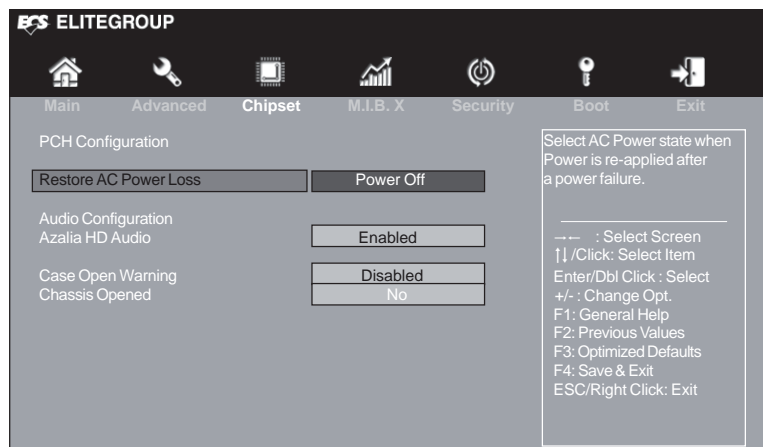 ECS ELITEGROUP
Main Advanced Chipset M.I.B. X Security Boot Exit
PCH Configuration
Restore AC Power Loss Power Off
Audio Configuration
Azalia HD Audio Enabled
Case Open Warning Disabled
Chassis Opened No
Select AC Power state when
Power is re-applied after
a power failure.
→← : Select Screen
↑↓/Click: Select Item
Enter/Dbl Click : Select
+/- : Change Opt.
F1: General Help
F2: Previous Values
F3: Optimized Defaults
F4: Save & Exit
ESC/Right Click: Exit